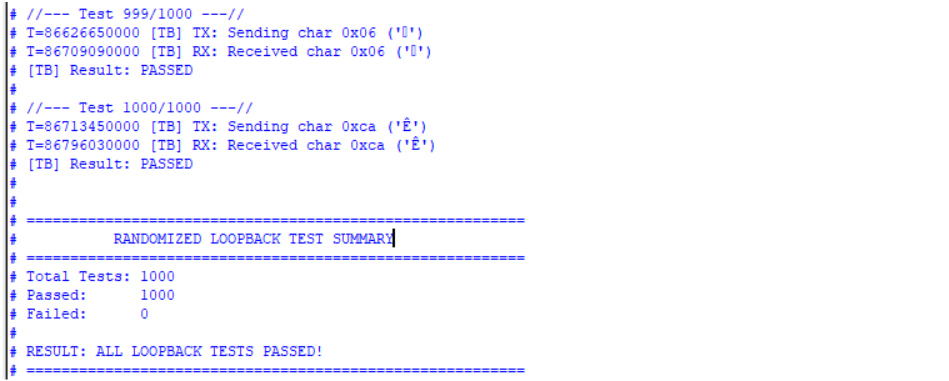 # //--- Test 999/1000 ---//
# T=86626650000 [TB] TX: Sending char 0x06 ('▯')
# T=86709090000 [TB] RX: Received char 0x06 ('▯')
# [TB] Result: PASSED
#
# //--- Test 1000/1000 ---//
# T=86713450000 [TB] TX: Sending char 0xca ('Ê')
# T=86796030000 [TB] RX: Received char 0xca ('Ê')
# [TB] Result: PASSED
#
#
# =========================================================
#           RANDOMIZED LOOPBACK TEST SUMMARY
# =========================================================
# Total Tests: 1000
# Passed:      1000
# Failed:      0
#
# RESULT: ALL LOOPBACK TESTS PASSED!
# =========================================================